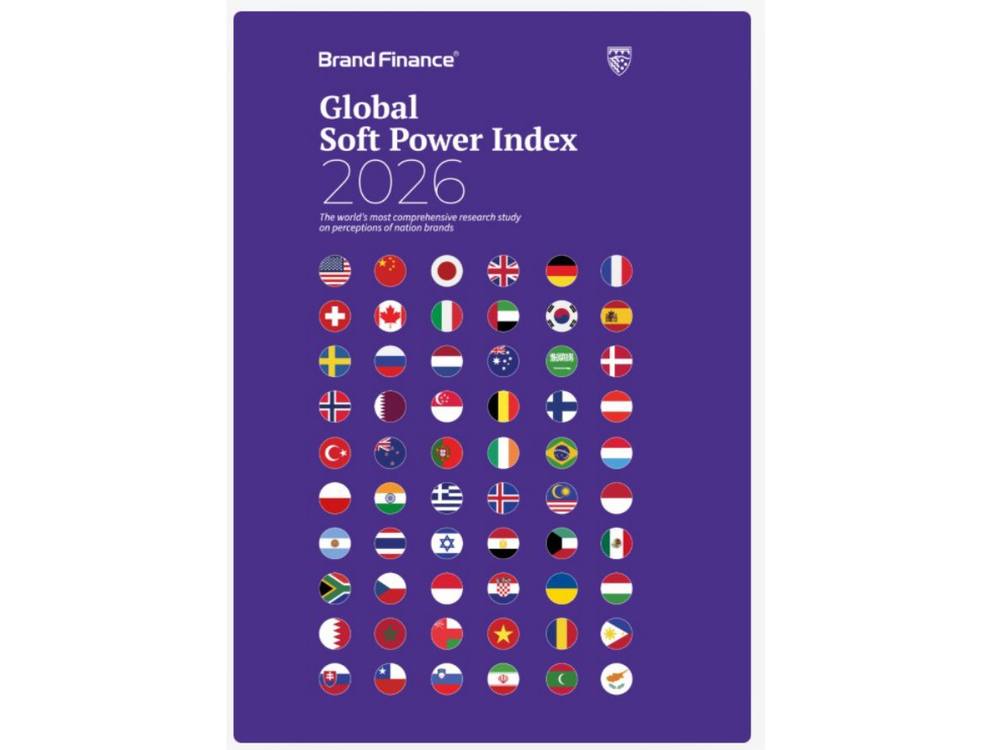 Brand Finance®
Global
Soft Power Index
2026
The world's most comprehensive research study
on perceptions of nation brands